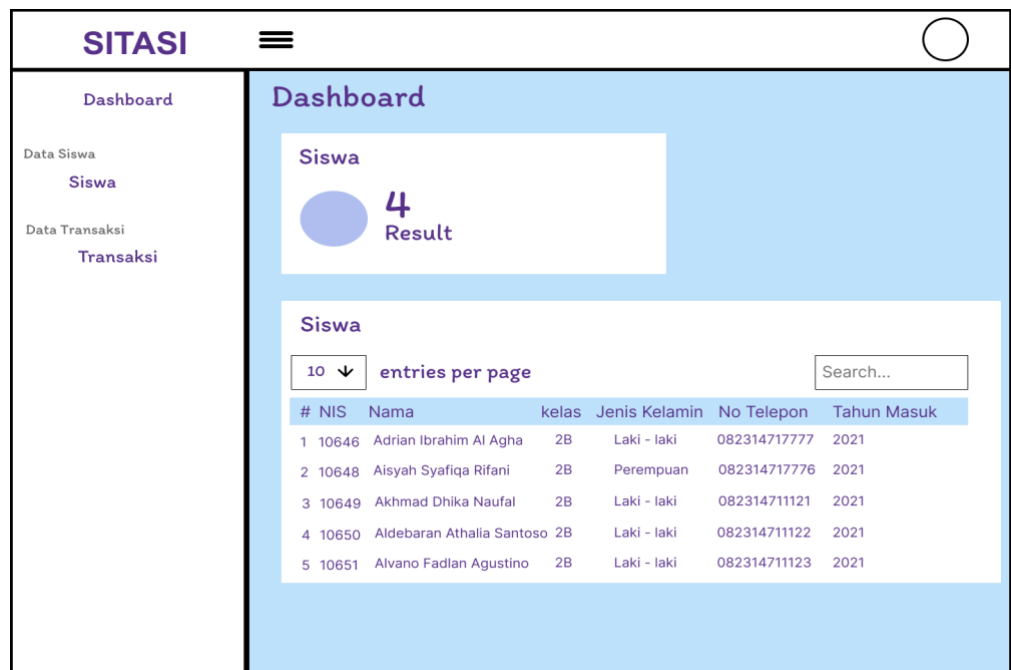 SITASI
Dashboard
Data Siswa
Siswa
Data Transaksi
Transaksi
Dashboard
Siswa
4
Result
Siswa
10 entries per page Search...
# NIS Nama kelas Jenis Kelamin No Telepon Tahun Masuk
1 10646 Adrian Ibrahim Al Agha 2B Laki - laki 082314717777 2021
2 10648 Aisyah Syafiqa Rifani 2B Perempuan 082314717776 2021
3 10649 Akhmad Dhika Naufal 2B Laki - laki 082314711121 2021
4 10650 Aldebaran Athalia Santoso 2B Laki - laki 082314711122 2021
5 10651 Alvano Fadlan Agustino 2B Laki - laki 082314711123 2021